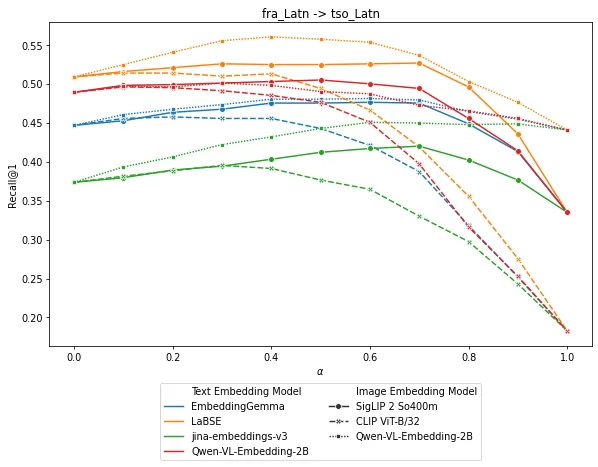 fra_Latn -> tso_Latn
Recall@1
0.55
0.50
0.45
0.40
0.35
0.30
0.25
0.20
0.0
0.2
0.4
0.6
0.8
1.0
α
Text Embedding Model
EmbeddingGemma
LaBSE
jina-embeddings-v3
Qwen-VL-Embedding-2B
Image Embedding Model
SigLIP 2 So400m
CLIP ViT-B/32
Qwen-VL-Embedding-2B